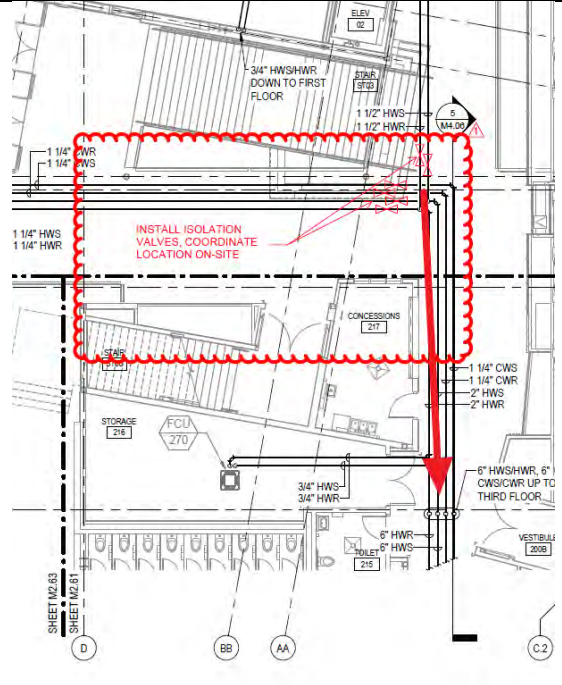 ELEV
02
3/4" HWS/HWR
DOWN TO FIRST
FLOOR
STAIR
ST03
1 1/2" HWS
1 1/2" HWR
5
M4.06
1
1 1/4" CWR
1 1/4" CWS
1 1/4" HWS
1 1/4" HWR
INSTALL ISOLATION
VALVES, COORDINATE
LOCATION ON-SITE
CONCESSIONS
217
STAIR
1 1/4" CWS
1 1/4" CWR
2" HWS
2" HWR
STORAGE
216
FCU
270
3/4" HWS
3/4" HWR
6" HWS/HWR, 6"
CWS/CWR UP TO
THIRD FLOOR
6" HWR
6" HWS
TOILET
215
VESTIBULE
200B
SHEET M2.63
SHEET M2.61
D
BB
AA
C.2